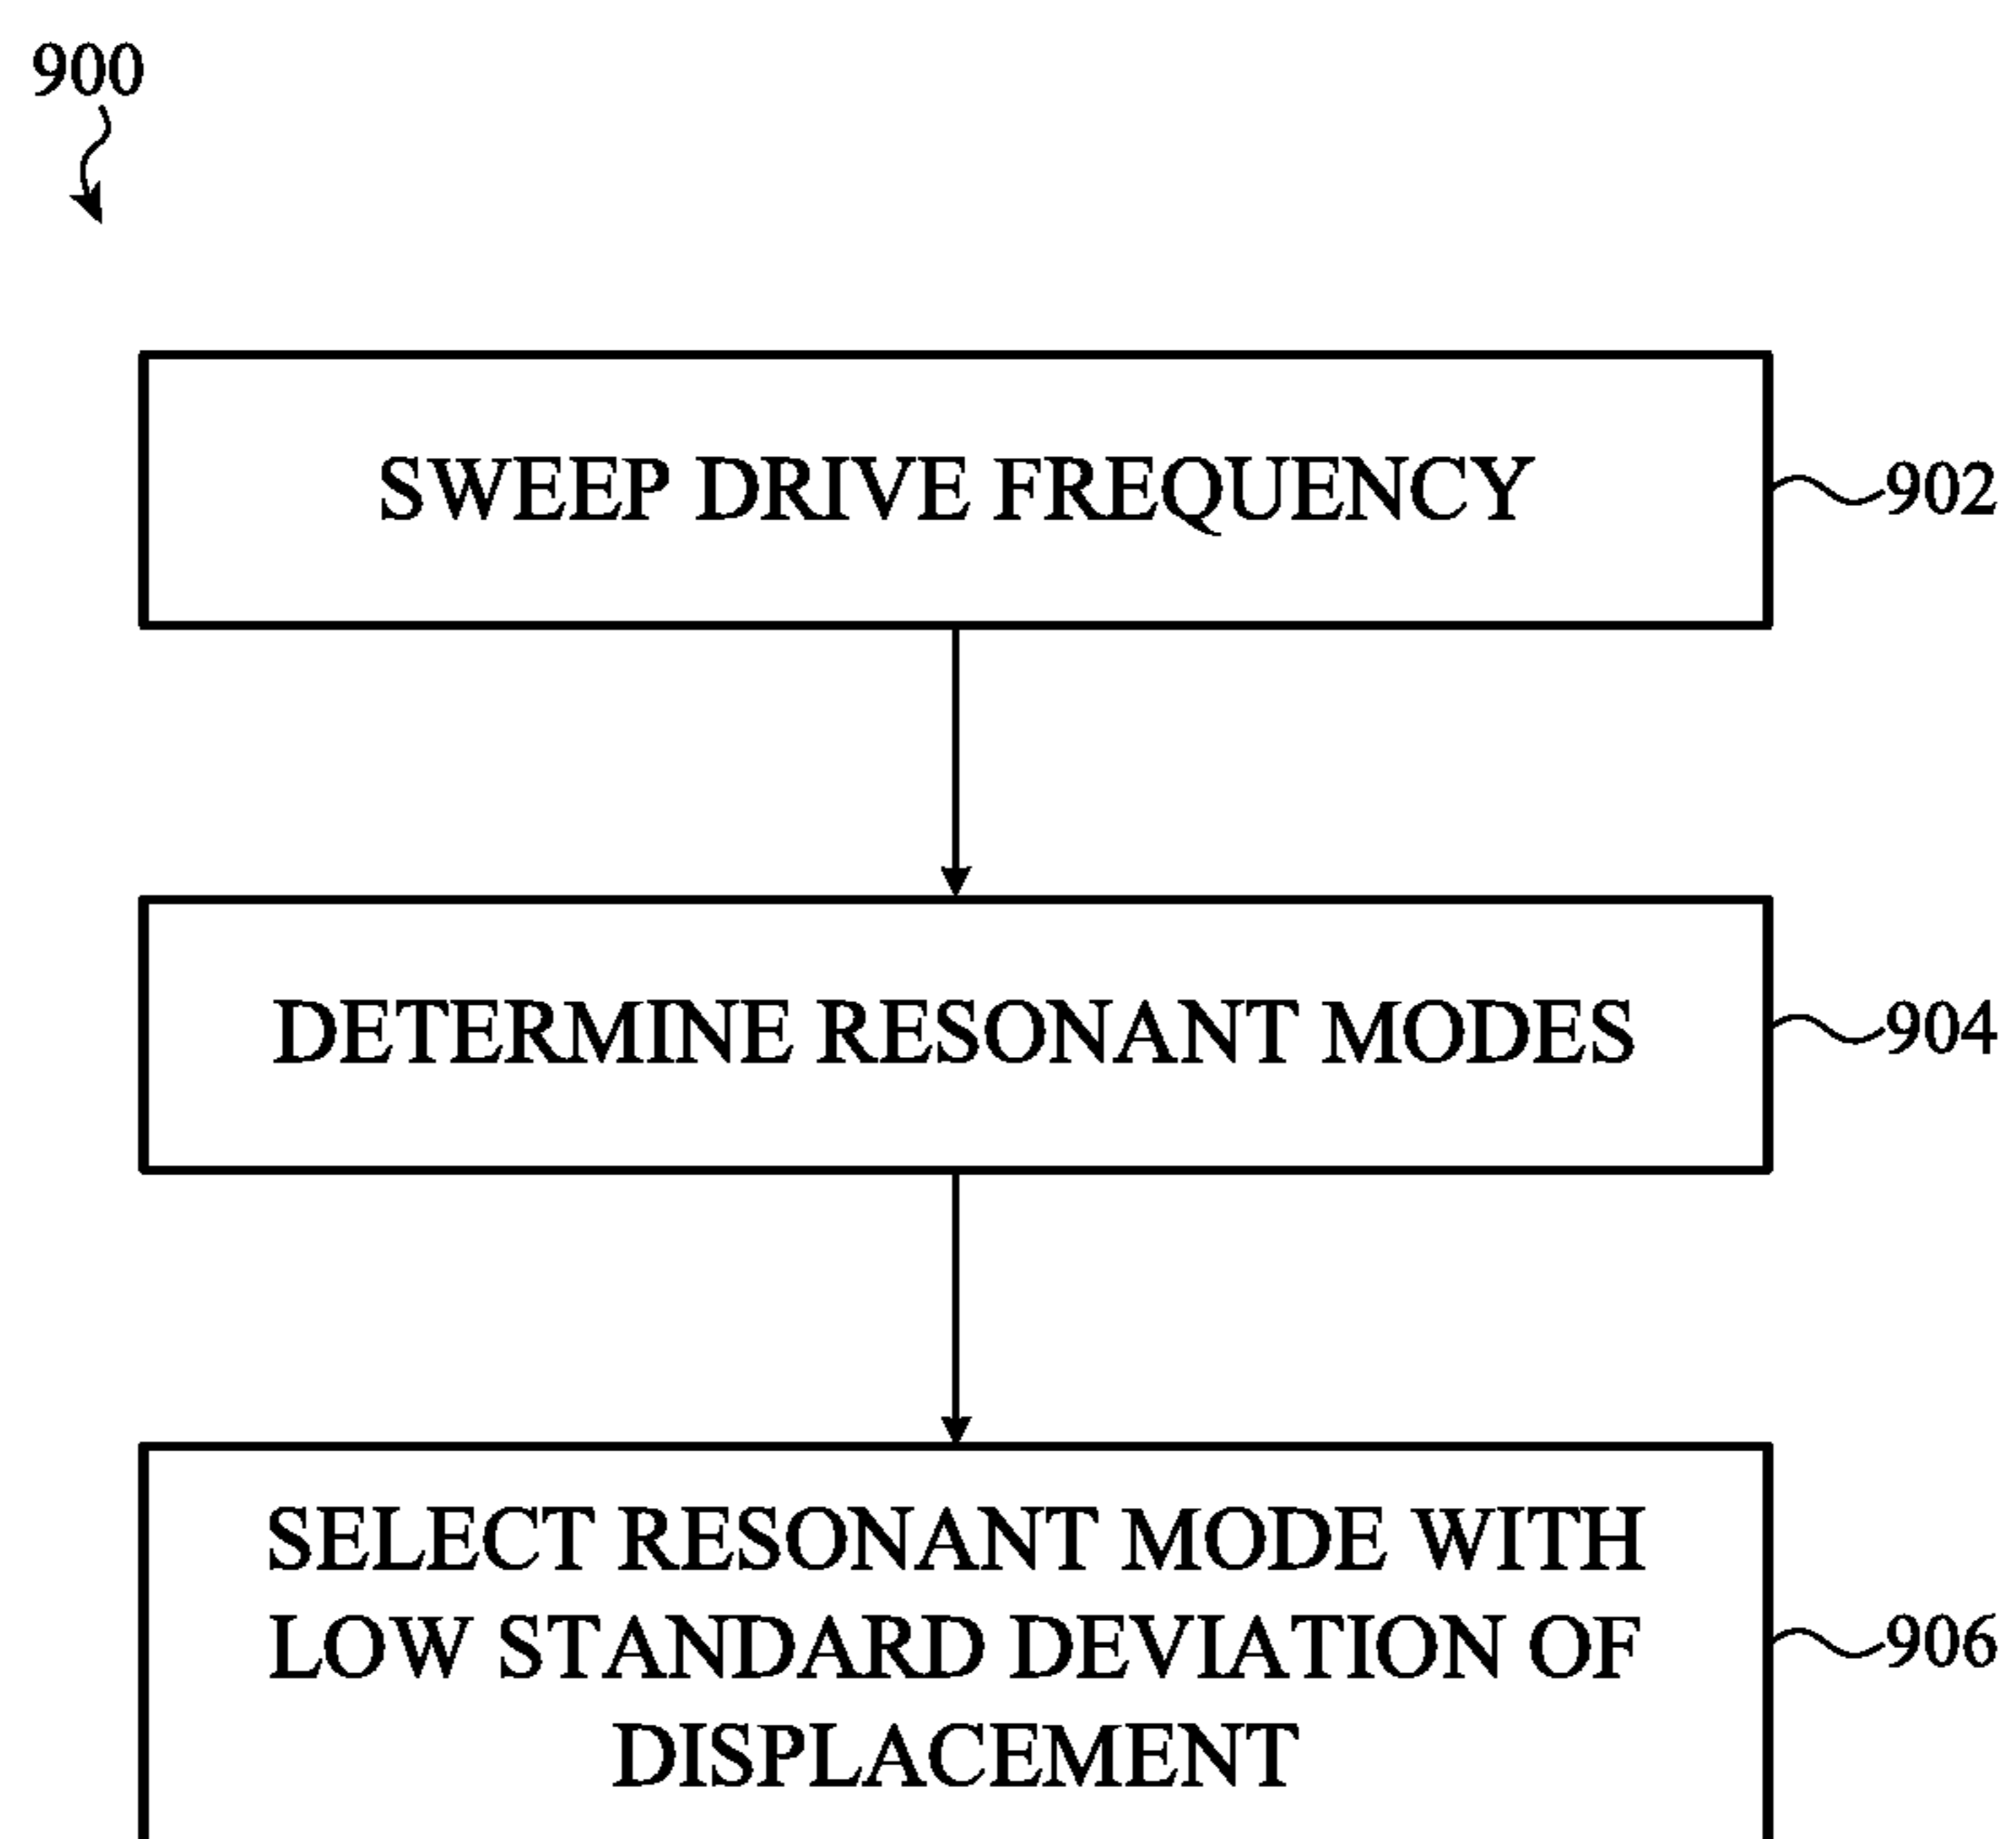 900
SWEEP DRIVE FREQUENCY
902
DETERMINE RESONANT MODES
904
SELECT RESONANT MODE WITH
LOW STANDARD DEVIATION OF
DISPLACEMENT
906